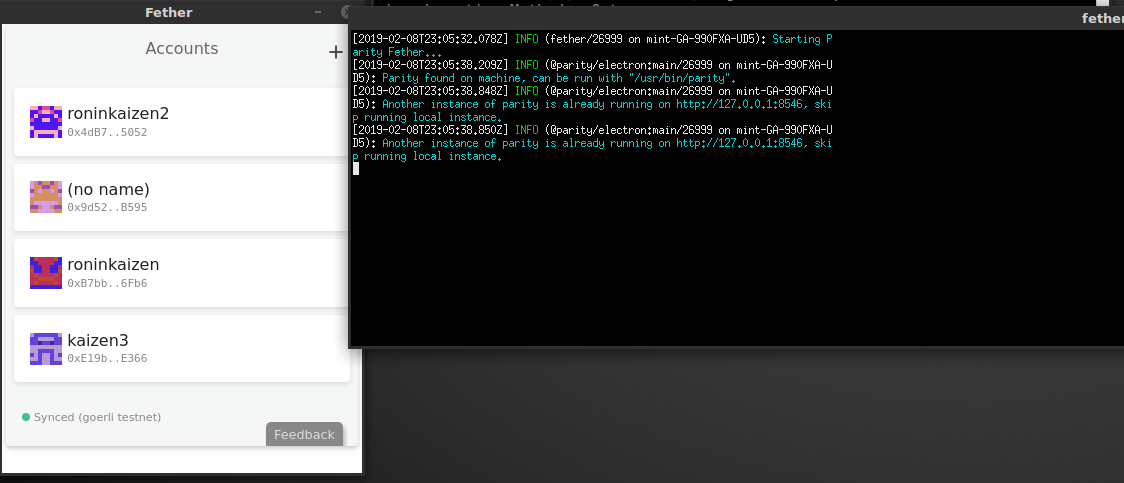 Fether
Accounts
+
roninkaizen2
0x4dB7..5052
(no name)
0x9d52..B595
roninkaizen
0xB7bb..6Fb6
kaizen3
0xE19b..E366
Synced (goerli testnet)
Feedback
fether
[2019-02-08T23:05:32.078Z] INFO (fether/26999 on mint-GA-990FXA-UD5): Starting P
arity Fether...
[2019-02-08T23:05:38.209Z] INFO (@parity/electron:main/26999 on mint-GA-990FXA-U
D5): Parity found on machine, can be run with "/usr/bin/parity".
[2019-02-08T23:05:38.848Z] INFO (@parity/electron:main/26999 on mint-GA-990FXA-U
D5): Another instance of parity is already running on http://127.0.0.1:8546, ski
p running local instance.
[2019-02-08T23:05:38.850Z] INFO (@parity/electron:main/26999 on mint-GA-990FXA-U
D5): Another instance of parity is already running on http://127.0.0.1:8546, ski
p running local instance.